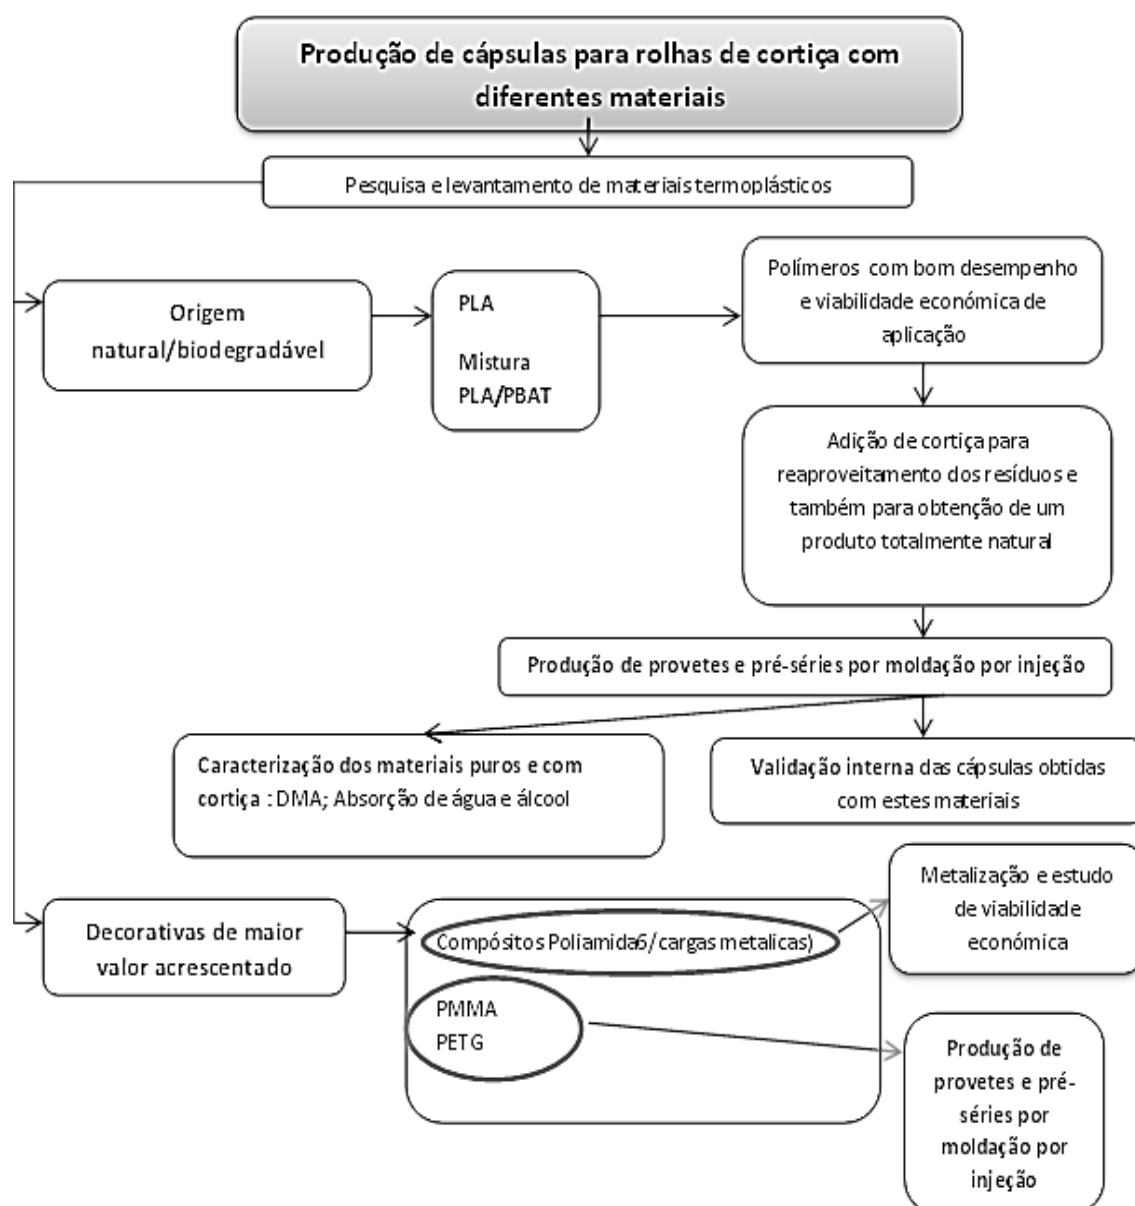 Produção de cápsulas para rolhas de cortiça com
diferentes materiais
Pesquisa e levantamento de materiais termoplásticos
Origem
natural/biodegradável
PLA
Mistura
PLA/PBAT
Polímeros com bom desempenho
e viabilidade económica de
aplicação
Adição de cortiça para
reaproveitamento dos resíduos e
também para obtenção de um
produto totalmente natural
Produção de provetes e pré-séries por moldação por injeção
Caracterização dos materiais puros e com
cortiça : DMA; Absorção de água e álcool
Validação interna das cápsulas obtidas
com estes materiais
Decorativas de maior
valor acrescentado
Compósitos Poliamida6/cargas metalicas)
PMMA
PETG
Metalização e estudo
de viabilidade
económica
Produção de
provetes e pré-
séries por
moldação por
injeção